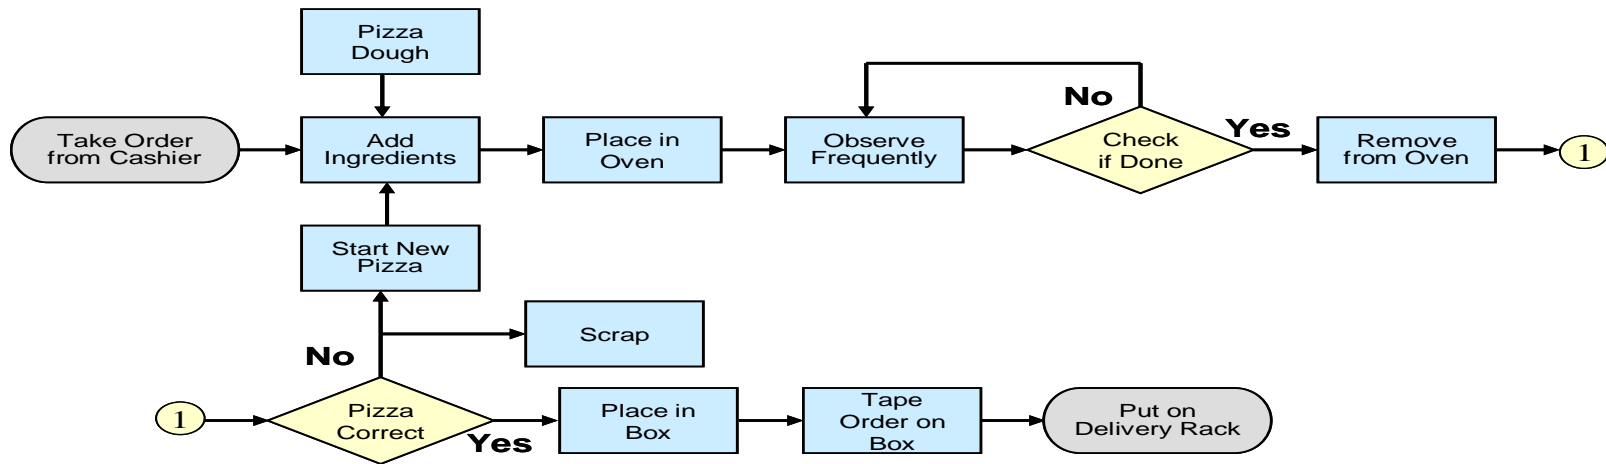 Pizza
Dough
No
Take Order
from Cashier
Add
Ingredients
Place in
Oven
Observe
Frequently
Check
if Done
Yes
Remove
from Oven
1
Start New
Pizza
Scrap
No
1
Pizza
Correct
Yes
Place in
Box
Tape
Order on
Box
Put on
Delivery Rack